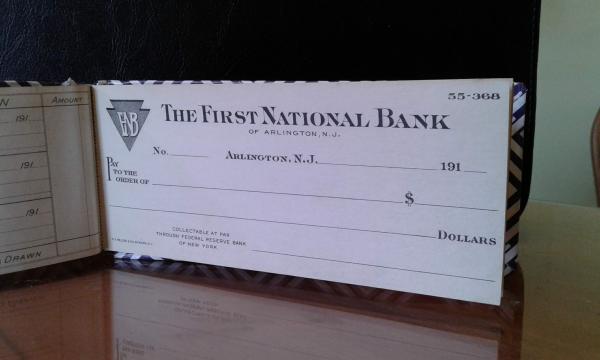 N
AMOUNT
191
191
191
DRAWN
55-368
FNB
THE FIRST NATIONAL BANK
OF ARLINGTON, N.J.
No.
ARLINGTON, N.J.
191
PAY
TO THE
ORDER OF
$
DOLLARS
COLLECTABLE AT PAR
THROUGH FEDERAL RESERVE BANK
OF NEW YORK